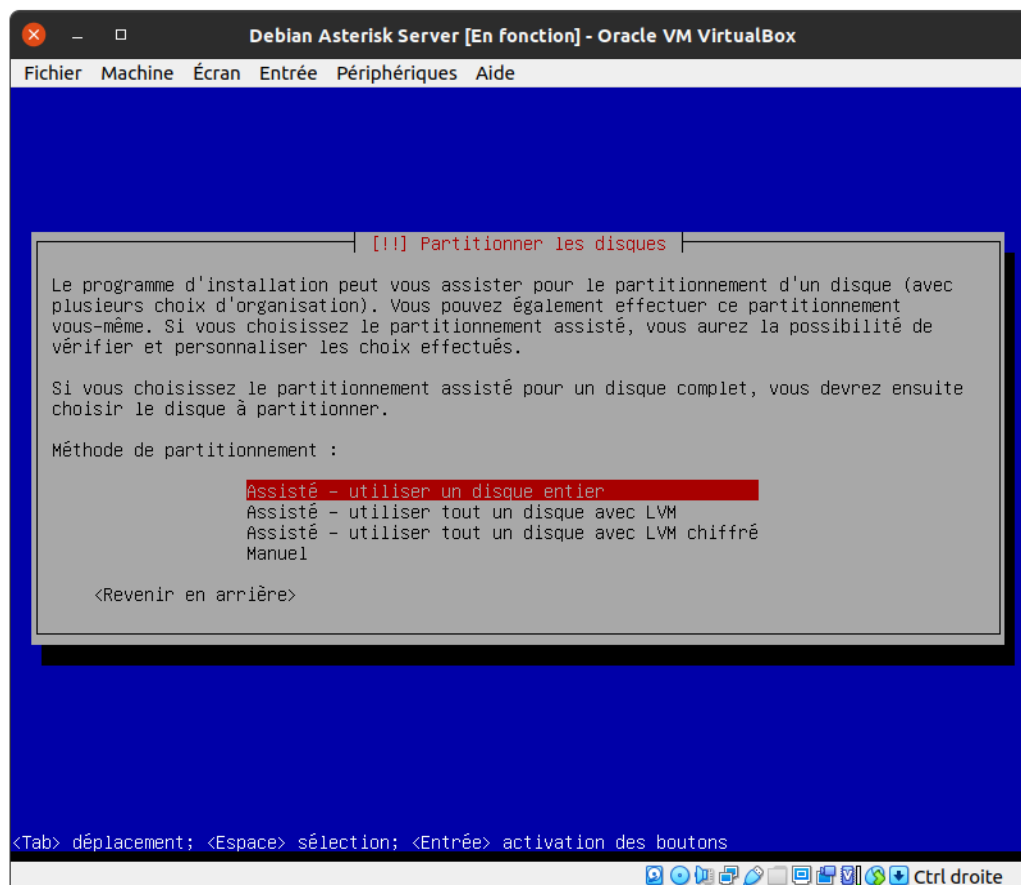 Debian Asterisk Server [En fonction] - Oracle VM VirtualBox
Fichier Machine Écran Entrée Périphériques Aide
[!!] Partitionner les disques
Le programme d'installation peut vous assister pour le partitionnement d'un disque (avec
plusieurs choix d'organisation). Vous pouvez également effectuer ce partitionnement
vous-même. Si vous choisissez le partitionnement assisté, vous aurez la possibilité de
vérifier et personnaliser les choix effectués.
Si vous choisissez le partitionnement assisté pour un disque complet, vous devrez ensuite
choisir le disque à partitionner.
Méthode de partitionnement :
Assisté - utiliser un disque entier
Assisté - utiliser tout un disque avec LVM
Assisté - utiliser tout un disque avec LVM chiffré
Manuel
<Revenir en arrière>
<Tab> déplacement; <Espace> sélection; <Entrée> activation des boutons
Ctrl droite